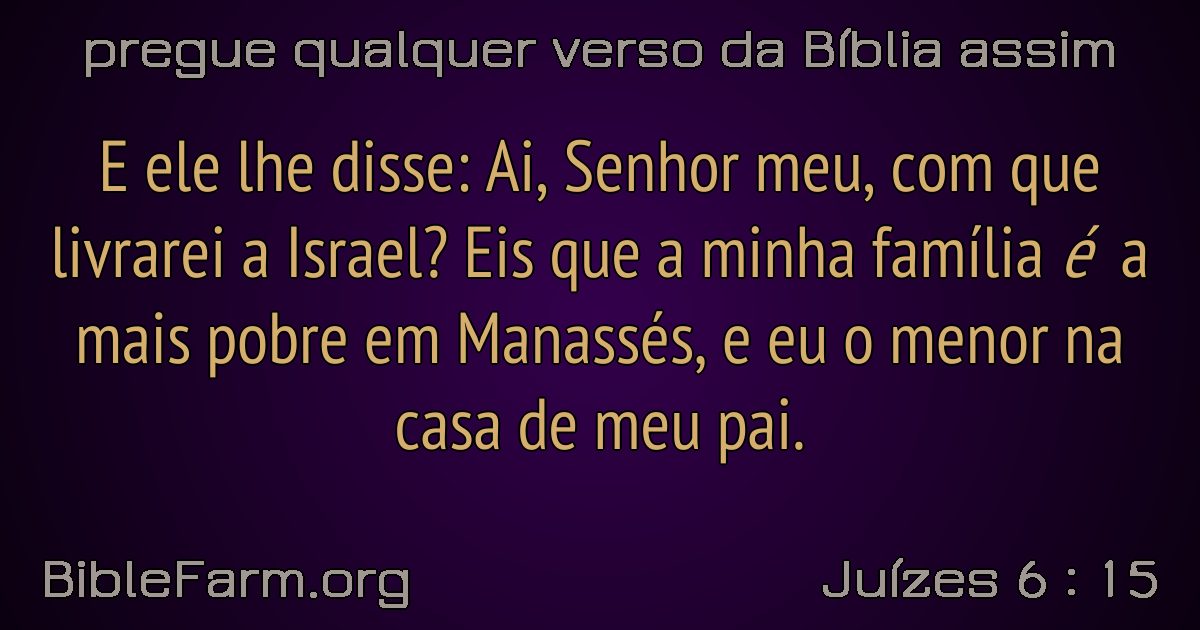 pregue qualquer verso da Bíblia assim
E ele lhe disse: Ai, Senhor meu, com que
livrarei a Israel? Eis que a minha família é a
mais pobre em Manassés, e eu o menor na
casa de meu pai.
BibleFarm.org
Juízes 6 : 15